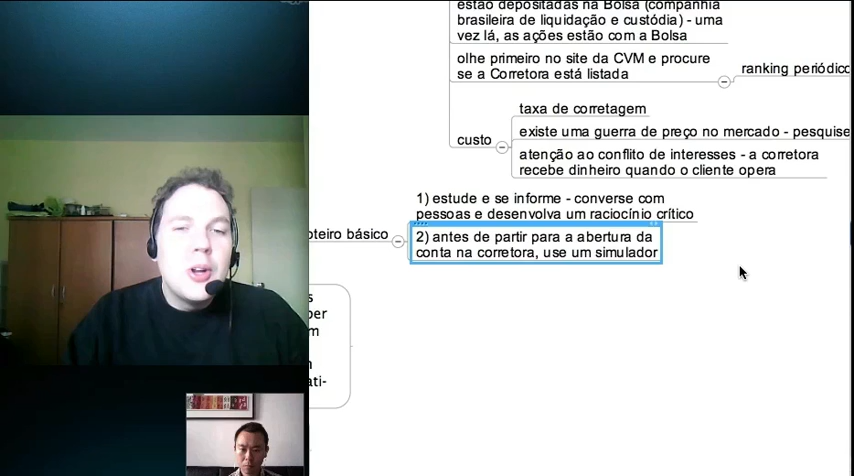 estão depositadas na Bolsa (companhia
brasileira de liquidação e custódia) - uma
vez lá, as ações estão com a Bolsa
olhe primeiro no site da CVM e procure
se a Corretora está listada
ranking periódico
custo
taxa de corretagem
existe uma guerra de preço no mercado - pesquise
atenção ao conflito de interesses - a corretora
recebe dinheiro quando o cliente opera
1) estude e se informe - converse com
pessoas e desenvolva um raciocínio crítico
oteiro básico
2) antes de partir para a abertura da
conta na corretora, use um simulador
s
ber
m
ati-